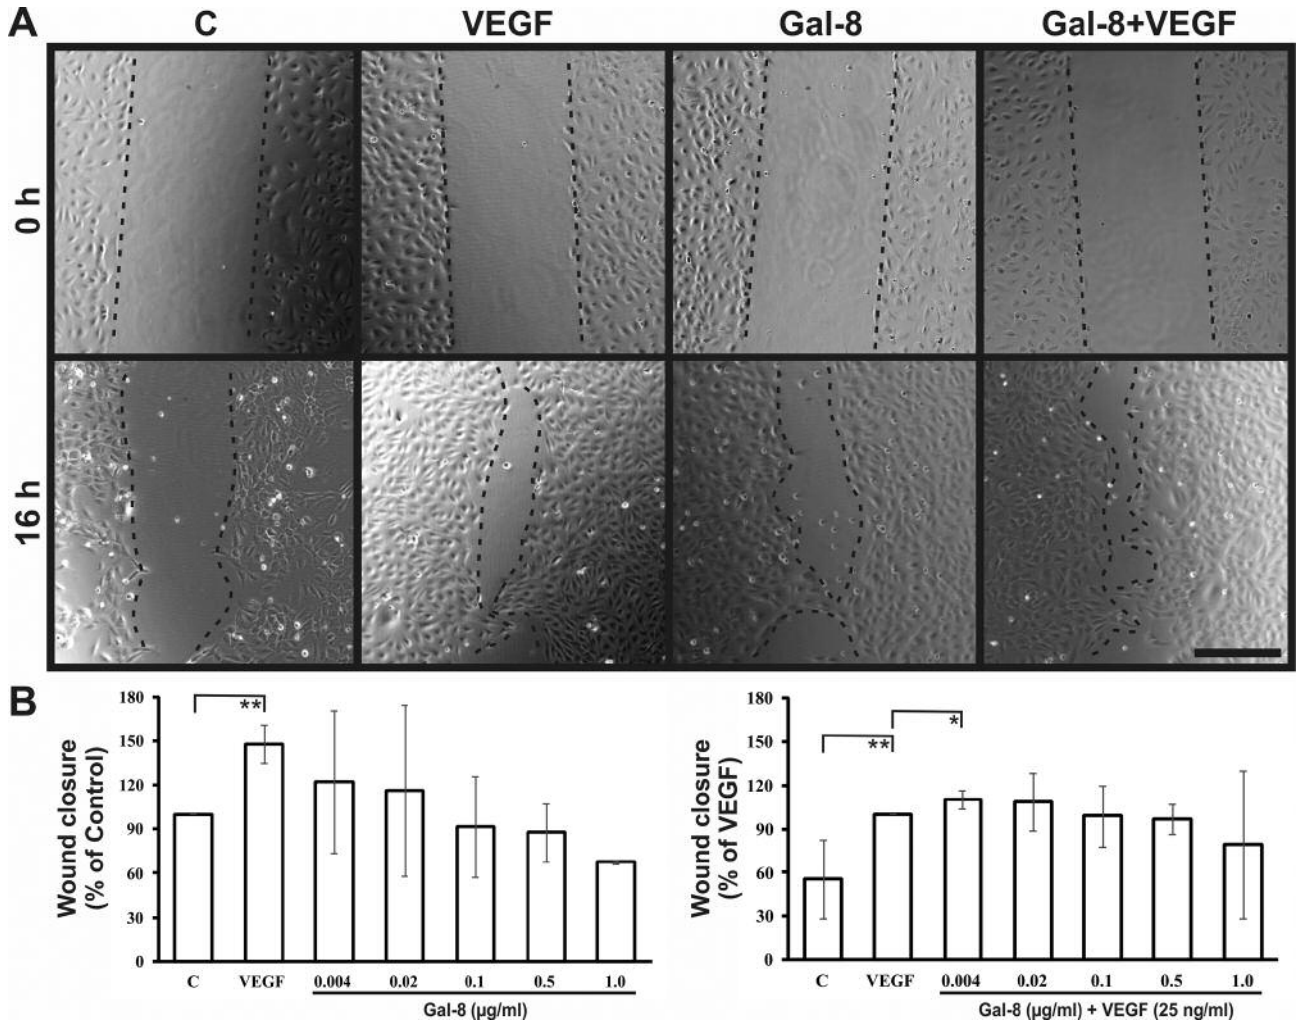 A
C VEGF Gal-8 Gal-8+VEGF
0 h
16 h
B
Wound closure
(% of Control)
180
150
120
90
60
30
0
**
C VEGF 0.004 0.02 0.1 0.5 1.0
Gal-8 (µg/ml)
Wound closure
(% of VEGF)
180
150
120
90
60
30
0
**
*
C VEGF 0.004 0.02 0.1 0.5 1.0
Gal-8 (µg/ml) + VEGF (25 ng/ml)